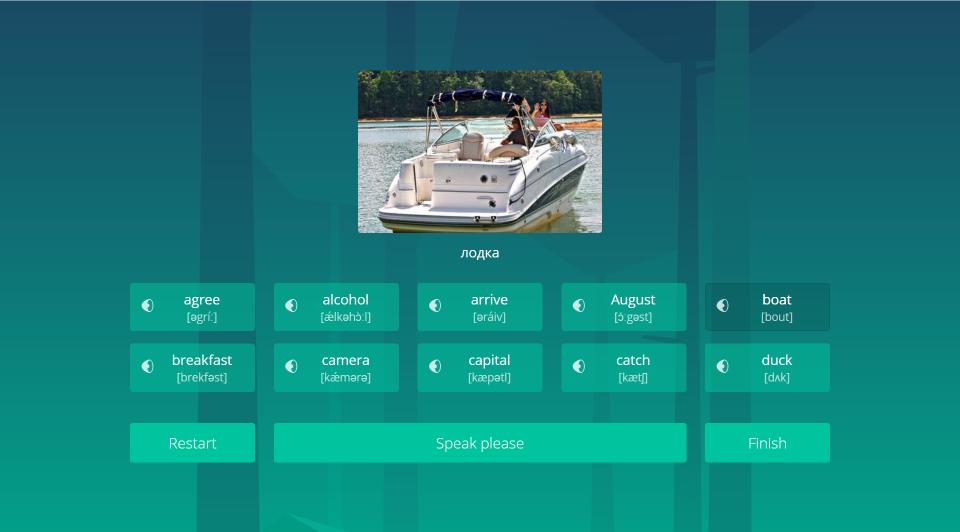 лодка
agree
[əgríː]
alcohol
[ǽlkəhɔ̀ːl]
arrive
[əráiv]
August
[ɔ́ːgəst]
boat
[bout]
breakfast
[brekfəst]
camera
[kǽmərə]
capital
[kæpətl]
catch
[kætʃ]
duck
[dʌk]
Restart
Speak please
Finish